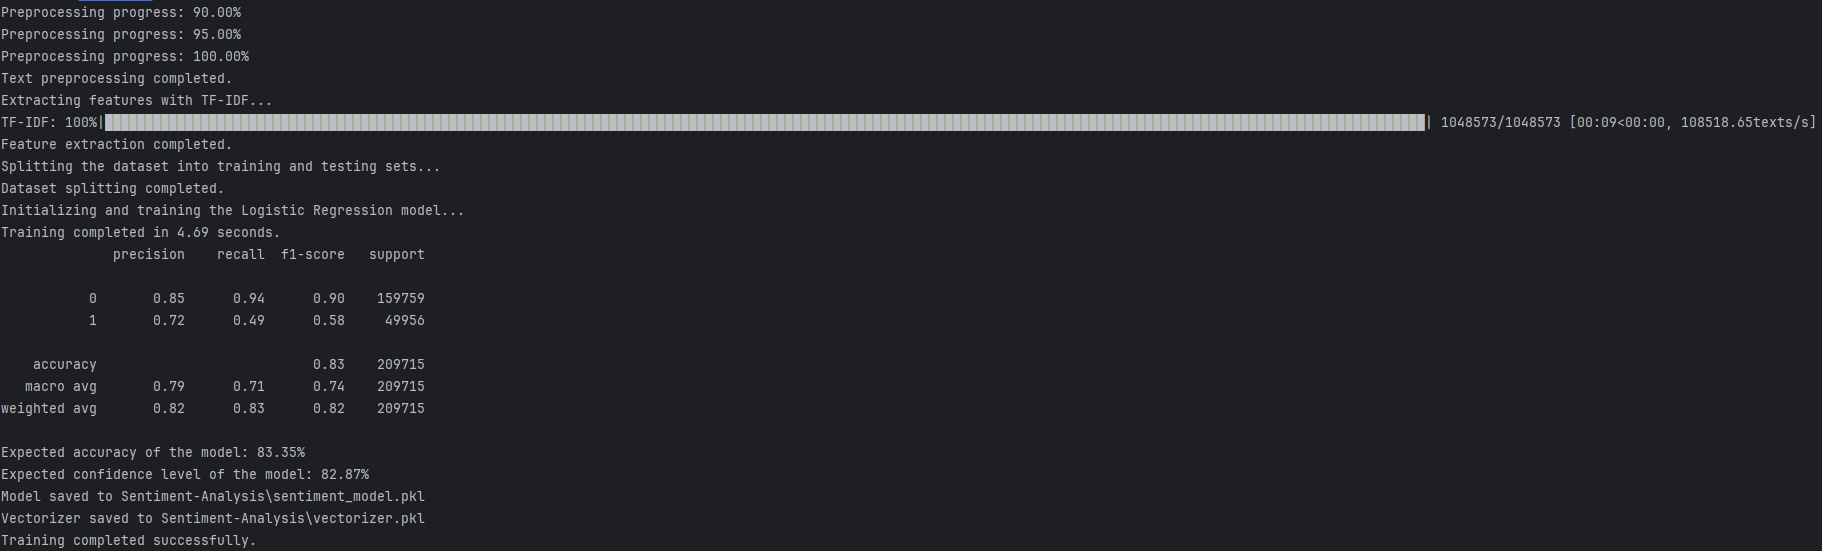 Preprocessing progress: 90.00%
Preprocessing progress: 95.00%
Preprocessing progress: 100.00%
Text preprocessing completed.
Extracting features with TF-IDF...
TF-IDF: 100%|| 1048573/1048573 [00:09<00:00, 108518.65texts/s]
Feature extraction completed.
Splitting the dataset into training and testing sets...
Dataset splitting completed.
Initializing and training the Logistic Regression model...
Training completed in 4.69 seconds.
              precision    recall  f1-score   support
           0       0.85      0.94      0.90    159759
           1       0.72      0.49      0.58     49956
    accuracy                           0.83    209715
   macro avg       0.79      0.71      0.74    209715
weighted avg       0.82      0.83      0.82    209715
Expected accuracy of the model: 83.35%
Expected confidence level of the model: 82.87%
Model saved to Sentiment-Analysis\sentiment_model.pkl
Vectorizer saved to Sentiment-Analysis\vectorizer.pkl
Training completed successfully.